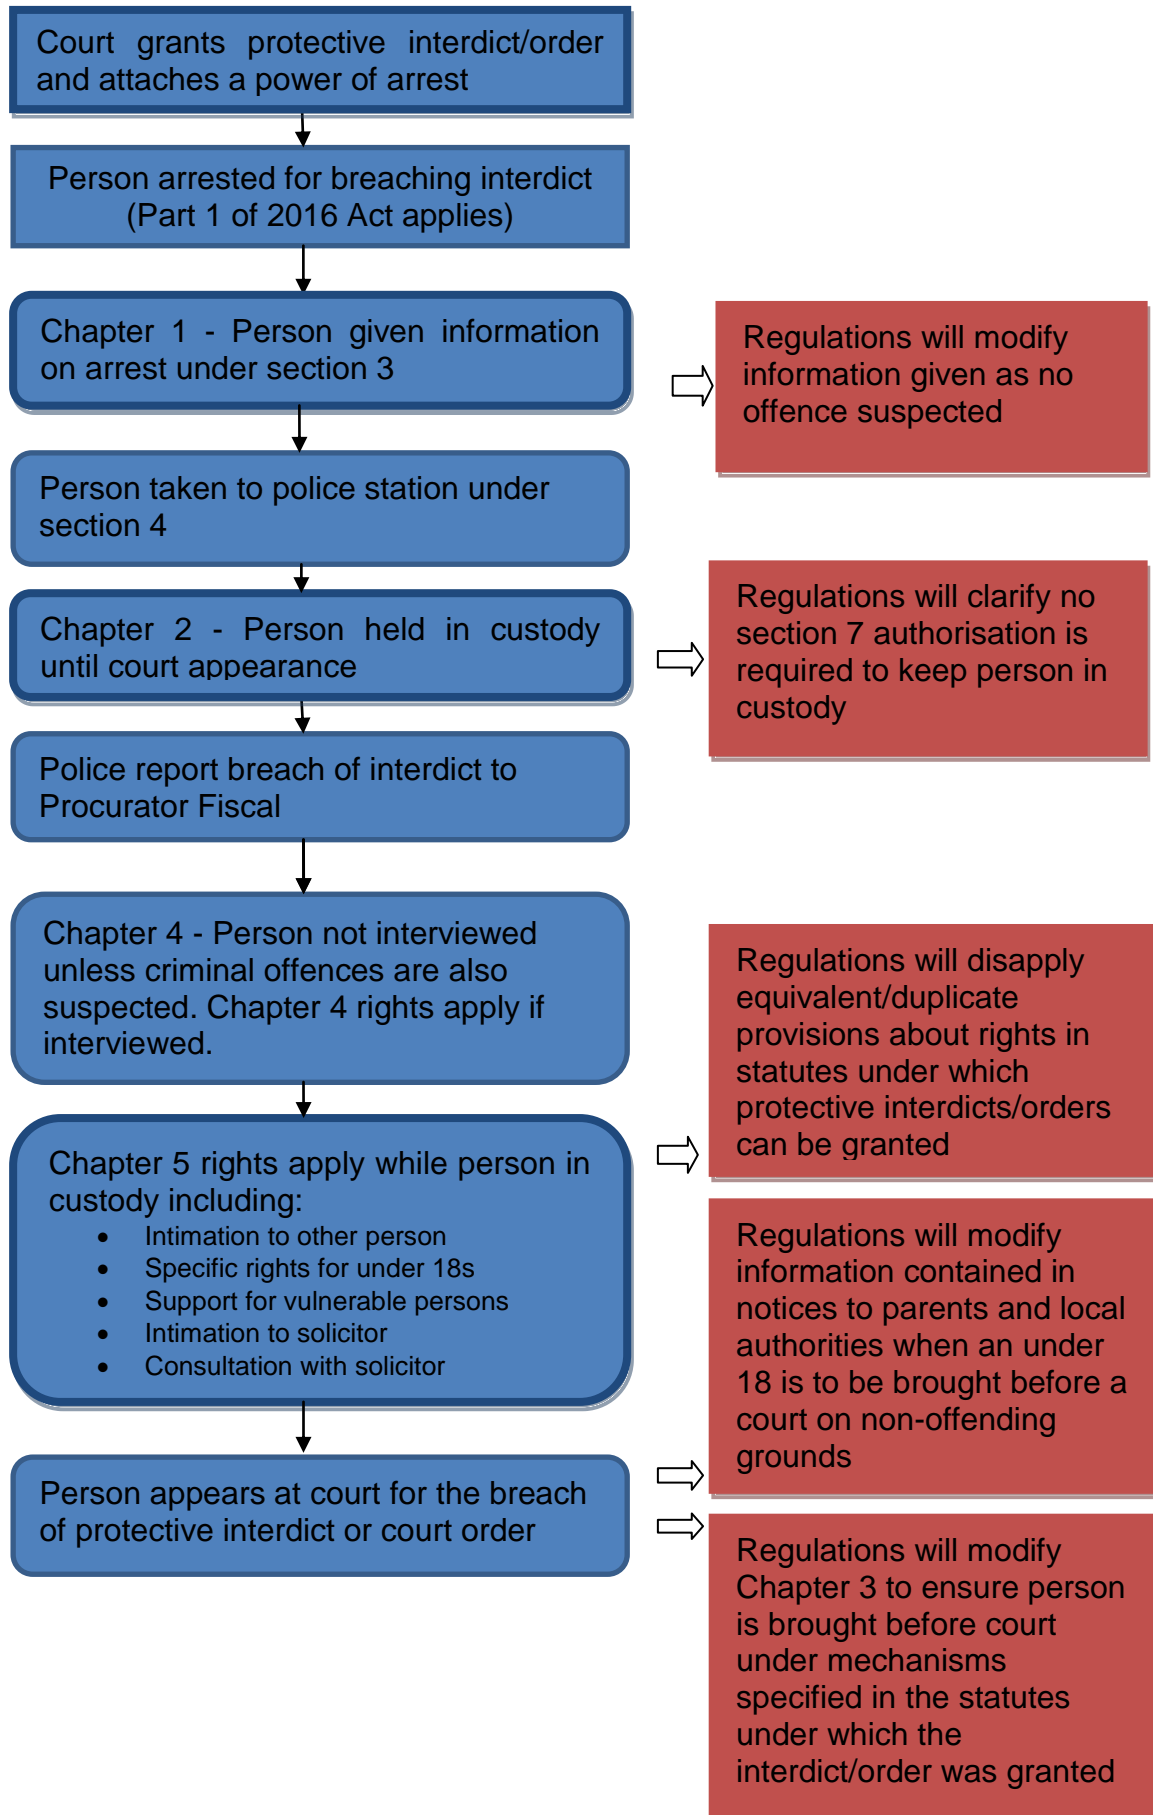 Court grants protective interdict/order
and attaches a power of arrest
Person arrested for breaching interdict
(Part 1 of 2016 Act applies)
Chapter 1 - Person given information
on arrest under section 3
Regulations will modify
information given as no
offence suspected
Person taken to police station under
section 4
Chapter 2 - Person held in custody
until court appearance
Regulations will clarify no
section 7 authorisation is
required to keep person in
custody
Police report breach of interdict to
Procurator Fiscal
Chapter 4 - Person not interviewed
unless criminal offences are also
suspected. Chapter 4 rights apply if
interviewed.
Regulations will disapply
equivalent/duplicate
provisions about rights in
statutes under which
protective interdicts/orders
can be granted
Chapter 5 rights apply while person in
custody including:
• Intimation to other person
• Specific rights for under 18s
• Support for vulnerable persons
• Intimation to solicitor
• Consultation with solicitor
Regulations will modify
information contained in
notices to parents and local
authorities when an under
18 is to be brought before a
court on non-offending
grounds
Person appears at court for the breach
of protective interdict or court order
Regulations will modify
Chapter 3 to ensure person
is brought before court
under mechanisms
specified in the statutes
under which the
interdict/order was granted